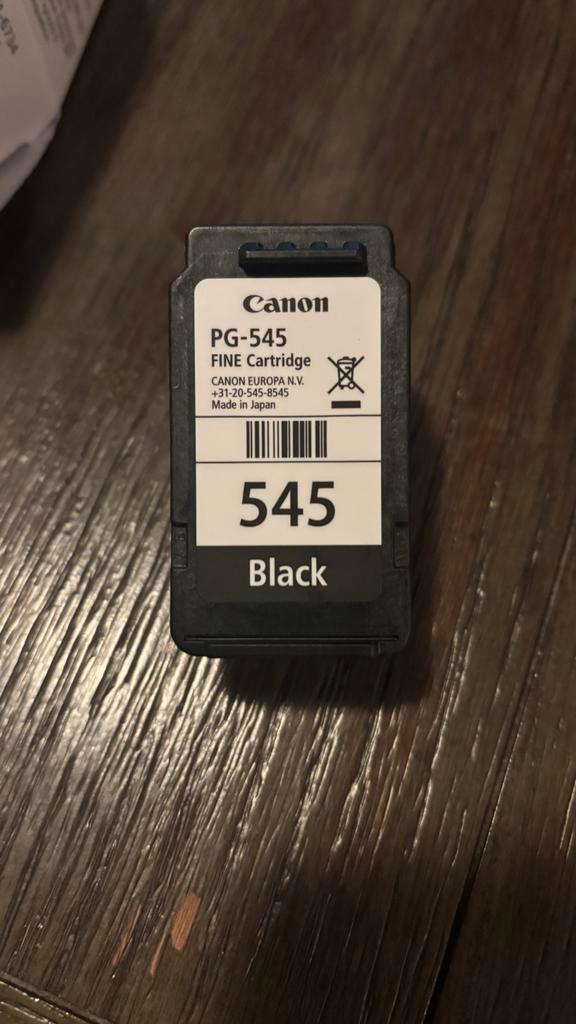 Canon
PG-545
FINE Cartridge
CANON EUROPA N.V.
+31-20-545-8545
Made in Japan
545
Black